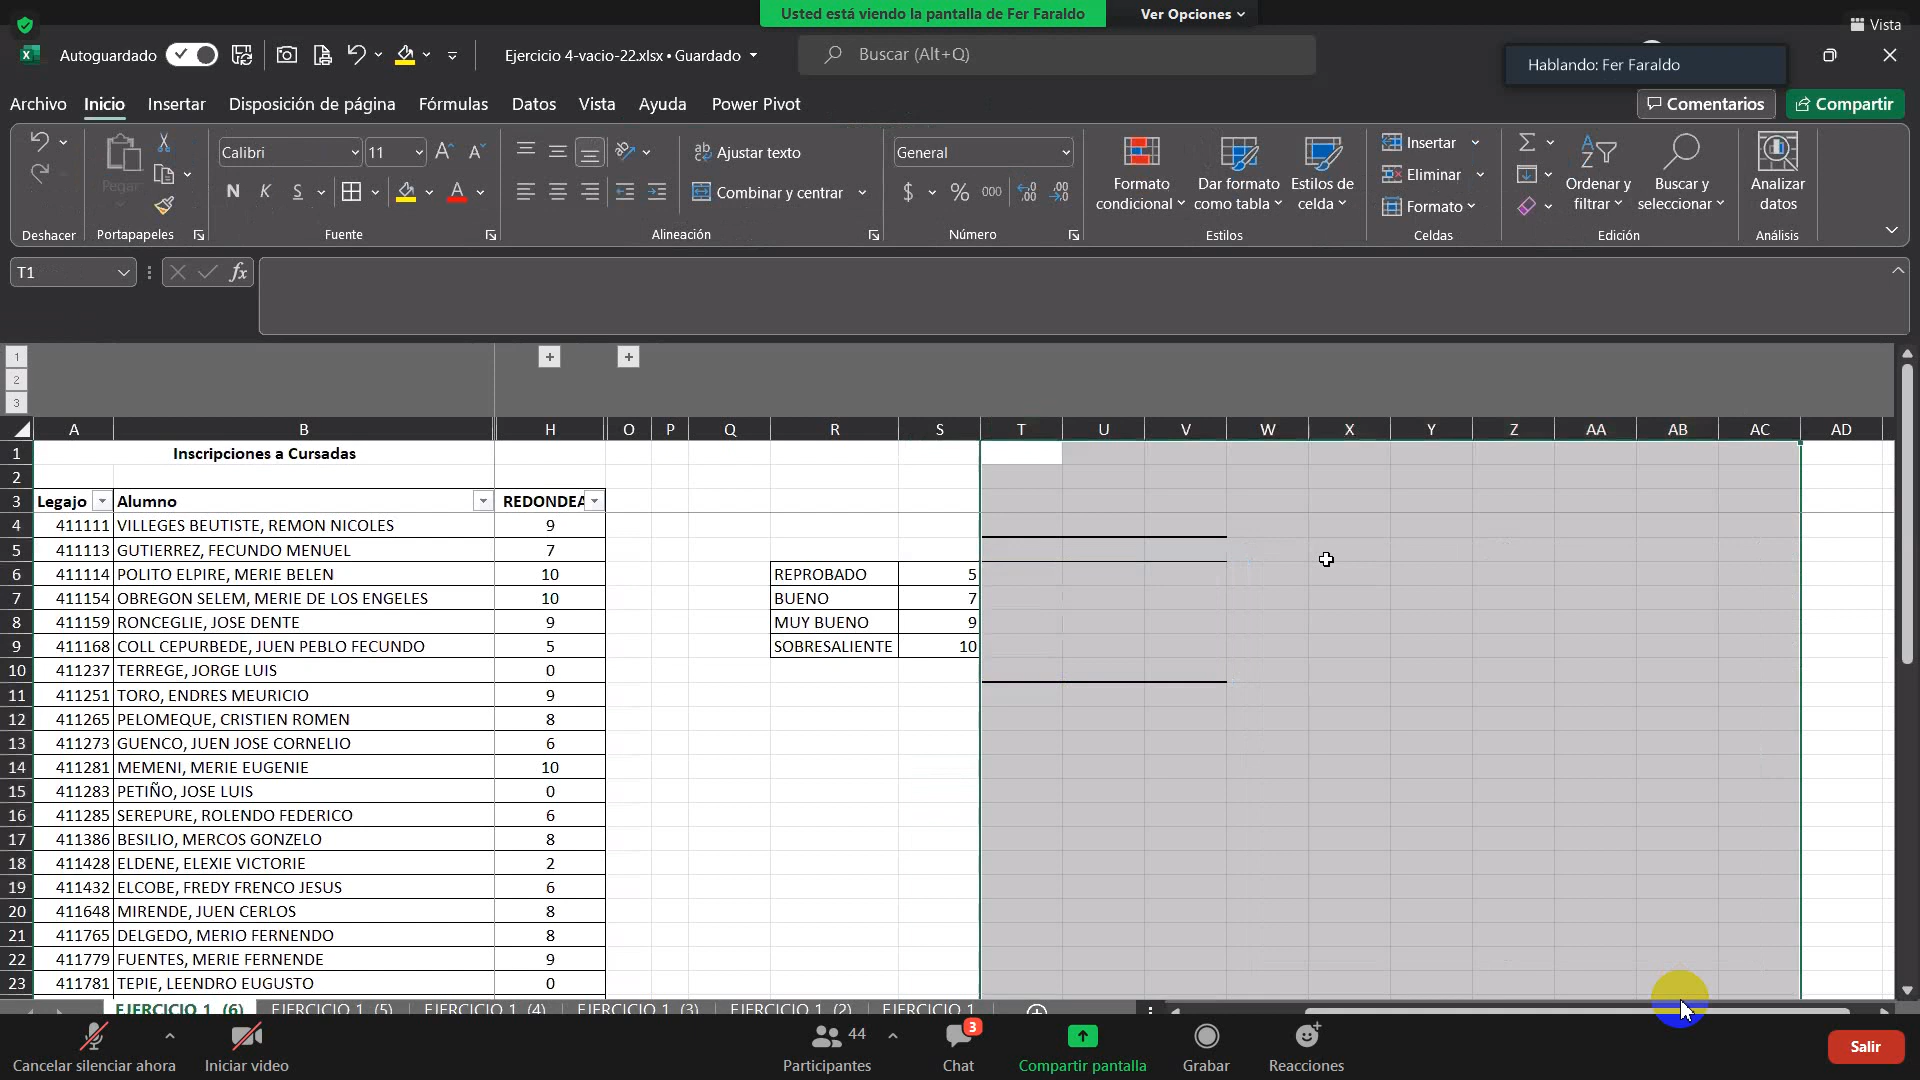 Usted está viendo la pantalla de Fer Faraldo
Ver Opciones
Vista
Autoguardado
Ejercicio 4-vacio-22.xlsx • Guardado
Buscar (Alt+Q)
Hablando: Fer Faraldo
Archivo Inicio Insertar Disposición de página Fórmulas Datos Vista Ayuda Power Pivot
Comentarios
Compartir
Pegar
Calibri
11
Ajustar texto
Combinar y centrar
General
Formato condicional
Dar formato como tabla
Estilos de celda
Insertar
Eliminar
Formato
Ordenar y filtrar
Buscar y seleccionar
Analizar datos
Deshacer Portapapeles Fuente Alineación Número Estilos Celdas Edición Análisis
T1
fx
1
2
3
A B H O P Q R S T U V W X Y Z AA AB AC AD
1 Inscripciones a Cursadas
2
3 Legajo Alumno REDONDEA
4 411111 VILLEGES BEUTISTE, REMON NICOLES 9
5 411113 GUTIERREZ, FECUNDO MENUEL 7
6 411114 POLITO ELPIRE, MERIE BELEN 10 REPROBADO 5
7 411154 OBREGON SELEM, MERIE DE LOS ENGELES 10 BUENO 7
8 411159 RONCEGLIE, JOSE DENTE 9 MUY BUENO 9
9 411168 COLL CEPURBEDE, JUEN PEBLO FECUNDO 5 SOBRESALIENTE 10
10 411237 TERREGE, JORGE LUIS 0
11 411251 TORO, ENDRES MEURICIO 9
12 411265 PELOMEQUE, CRISTIEN ROMEN 8
13 411273 GUENCO, JUEN JOSE CORNELIO 6
14 411281 MEMENI, MERIE EUGENIE 10
15 411283 PETIÑO, JOSE LUIS 0
16 411285 SEREPURE, ROLENDO FEDERICO 6
17 411386 BESILIO, MERCOS GONZELO 8
18 411428 ELDENE, ELEXIE VICTORIE 2
19 411432 ELCOBE, FREDY FRENCO JESUS 6
20 411648 MIRENDE, JUEN CERLOS 8
21 411765 DELGEDO, MERIO FERNENDO 8
22 411779 FUENTES, MERIE FERNENDE 9
23 411781 TEPIE, LEENDRO EUGUSTO 0
EJERCICIO 1 (6) EJERCICIO 1 (5) EJERCICIO 1 (4) EJERCICIO 1 (3) EJERCICIO 1 (2) EJERCICIO 1
44
3
Cancelar silenciar ahora
Iniciar video
Participantes
Chat
Compartir pantalla
Grabar
Reacciones
Salir